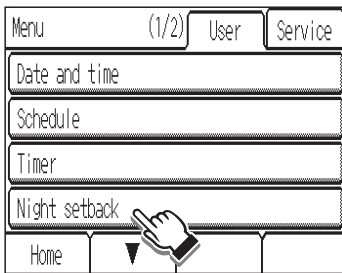 Menu (1/2) User Service
Date and time
Schedule
Timer
Night setback
Home ▼